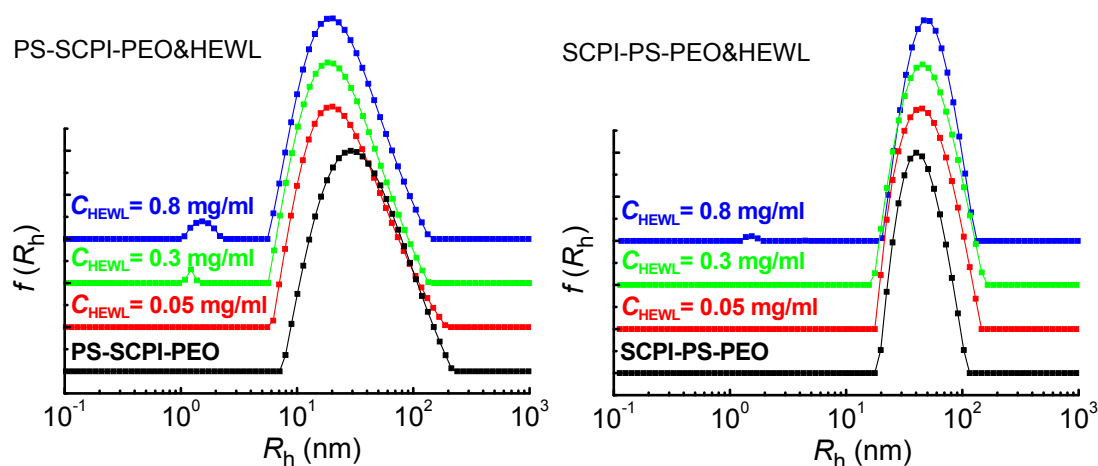 PS-SCPI-PEO&HEWL
f (Rh)
CHEWL= 0.8 mg/ml
CHEWL= 0.3 mg/ml
CHEWL= 0.05 mg/ml
PS-SCPI-PEO
10-1 100 101 102 103
Rh (nm)
SCPI-PS-PEO&HEWL
f (Rh)
CHEWL= 0.8 mg/ml
CHEWL= 0.3 mg/ml
CHEWL= 0.05 mg/ml
SCPI-PS-PEO
10-1 100 101 102 103
Rh (nm)